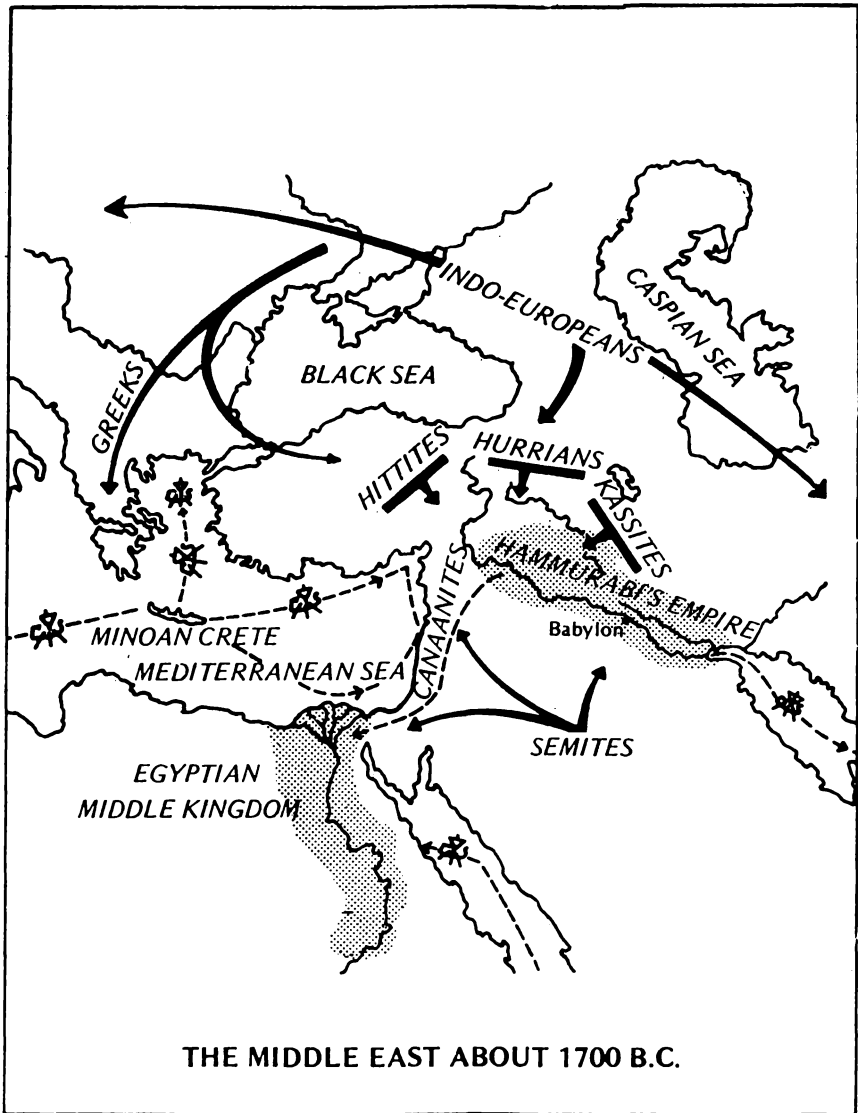 INDO-EUROPEANS
CASPIAN SEA
BLACK SEA
GREEKS
HITTITES
HURRIANS
KASSITES
HAMMURABI'S EMPIRE
Babylon
CANAANITES
MINOAN CRETE
MEDITERRANEAN SEA
SEMITES
EGYPTIAN
MIDDLE KINGDOM
THE MIDDLE EAST ABOUT 1700 B.C.